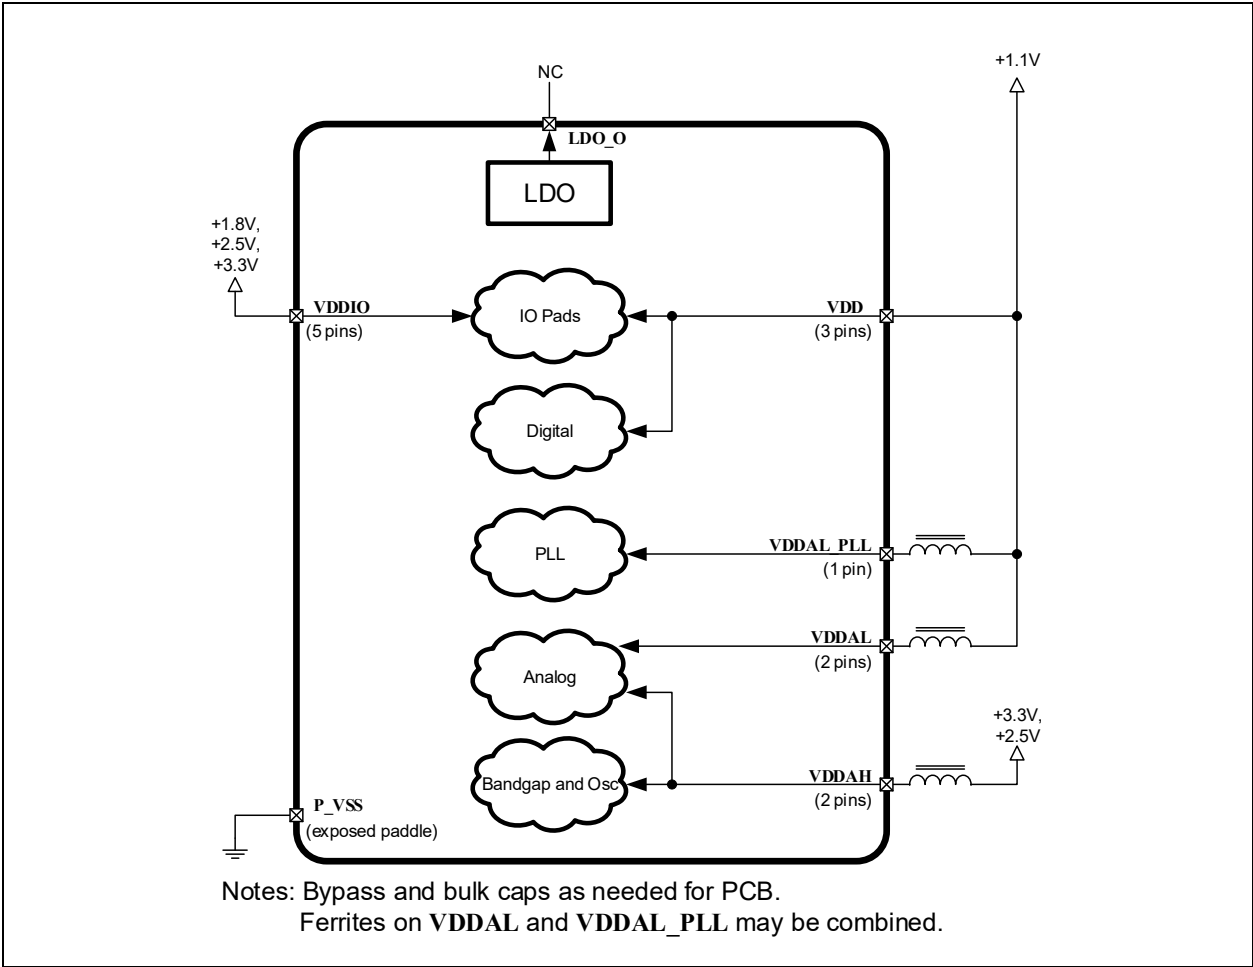 NC
+1.1V
LDO_O
LDO
+1.8V,
+2.5V,
+3.3V
VDDIO
(5 pins)
IO Pads
VDD
(3 pins)
Digital
PLL
VDDAL_PLL
(1 pin)
VDDAL
(2 pins)
Analog
+3.3V,
+2.5V
Bandgap and Osc
VDDAH
(2 pins)
P_VSS
(exposed paddle)
Notes: Bypass and bulk caps as needed for PCB.
Ferrites on VDDAL and VDDAL_PLL may be combined.